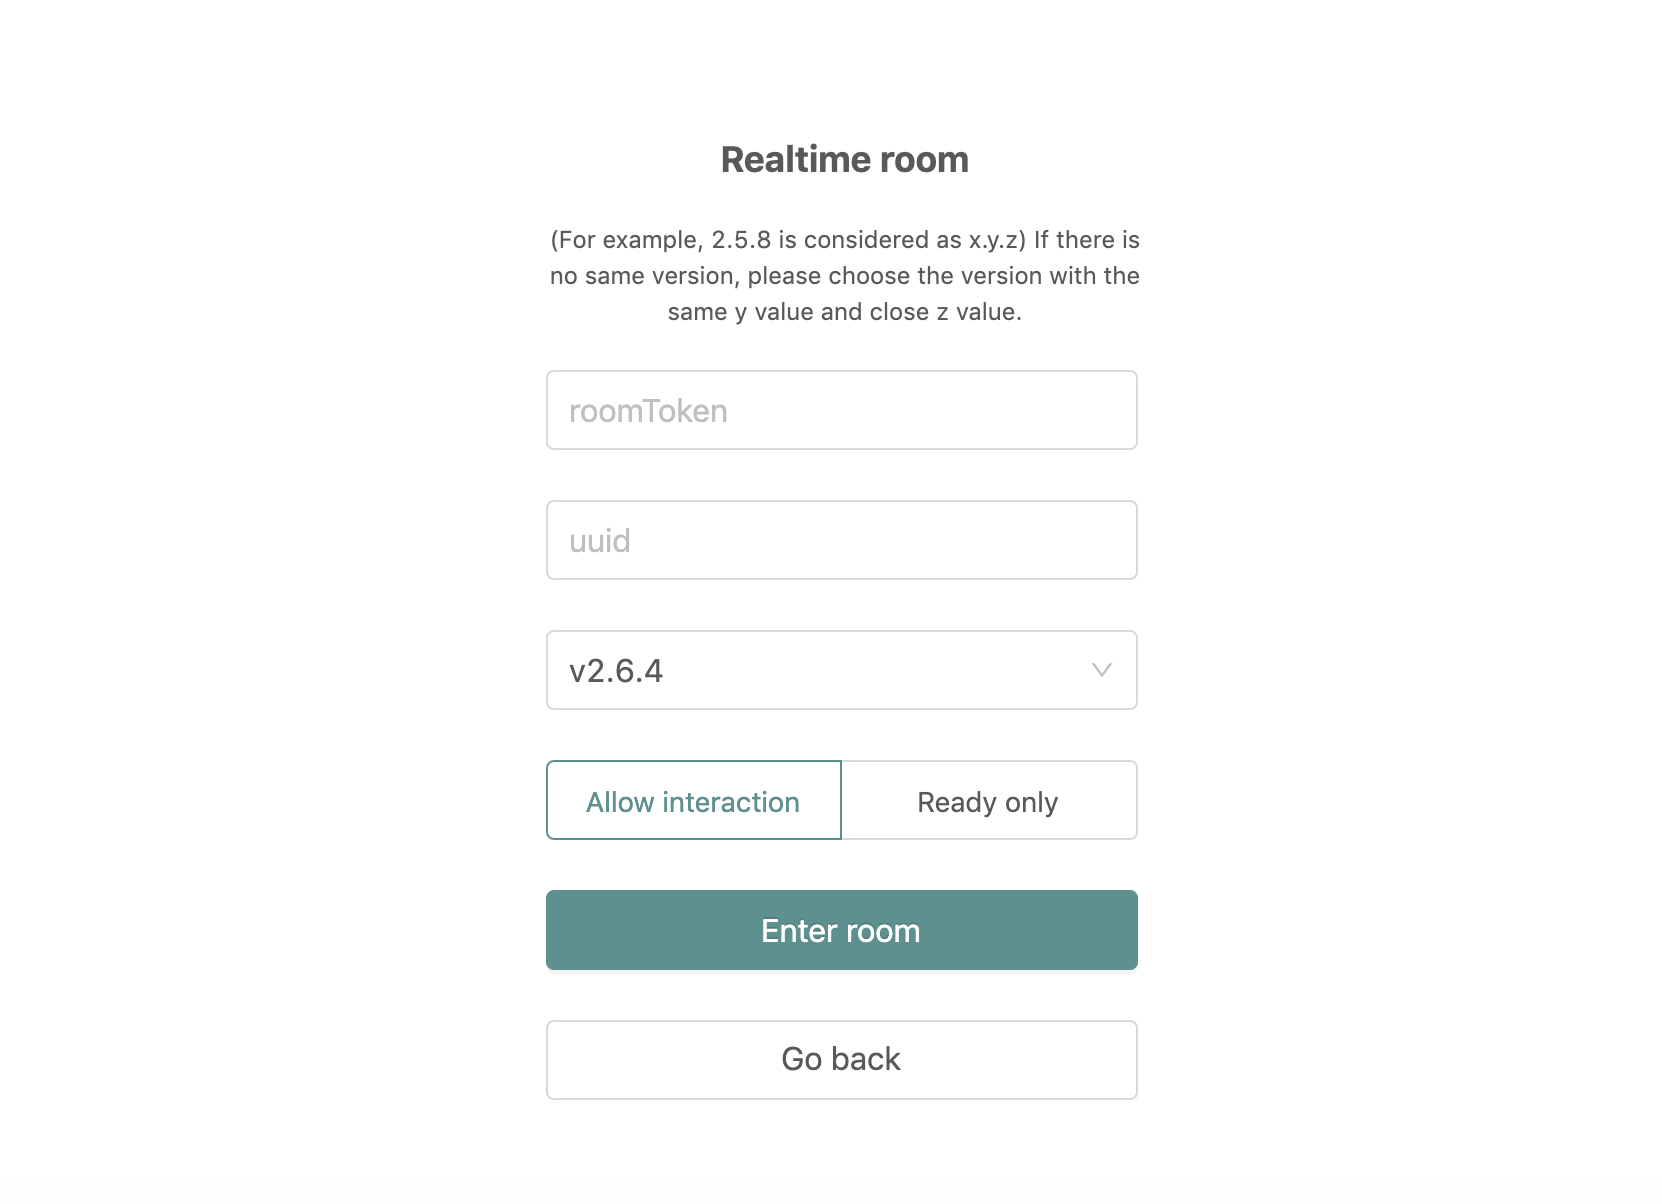 Realtime room
(For example, 2.5.8 is considered as x.y.z) If there is
no same version, please choose the version with the
same y value and close z value.
roomToken
uuid
v2.6.4
Allow interaction
Ready only
Enter room
Go back